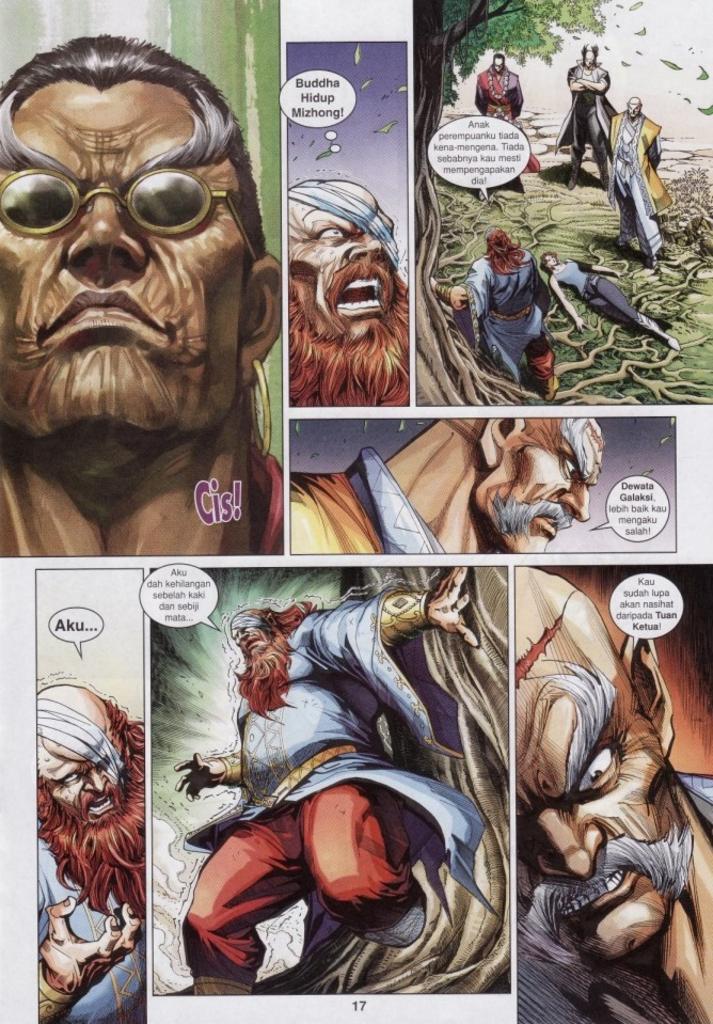 Buddha
Hidup
Mizhong!
Anak
perempuanku tiada
kena-mengena. Tiada
sebabnya kau mesti
mempengapakan
dia!
Cis!
Dewata
Galaksi,
lebih baik kau
mengaku
salah!
Aku...
Aku
dah kehilangan
sebelah kaki
dan sebiji
mata...
Kau
sudah lupa
akan nasihat
daripada Tuan
Ketua!
17